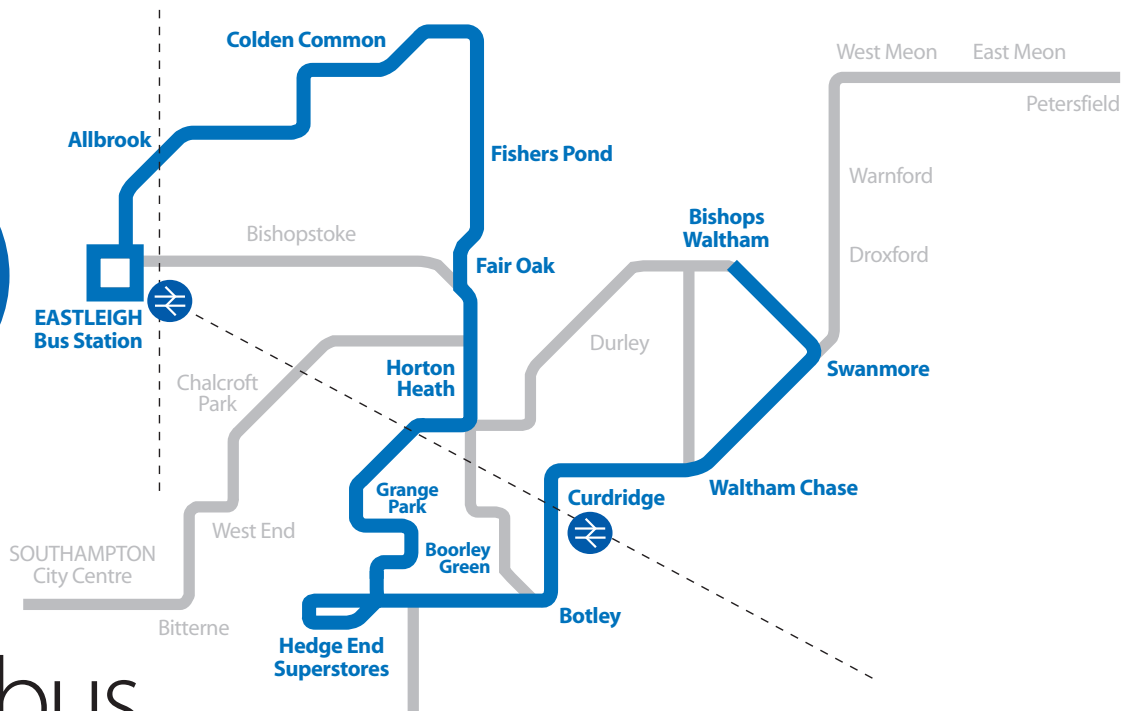 Colden Common
West Meon
East Meon
Petersfield
Allbrook
Fishers Pond
Warnford
Bishops
Waltham
Bishopstoke
Droxford
Fair Oak
EASTLEIGH
Bus Station
Durley
Horton
Heath
Swanmore
Chalcroft
Park
Grange
Park
Curdridge
Waltham Chase
West End
SOUTHAMPTON
City Centre
Boorley
Green
Botley
Bitterne
Hedge End
Superstores
bus